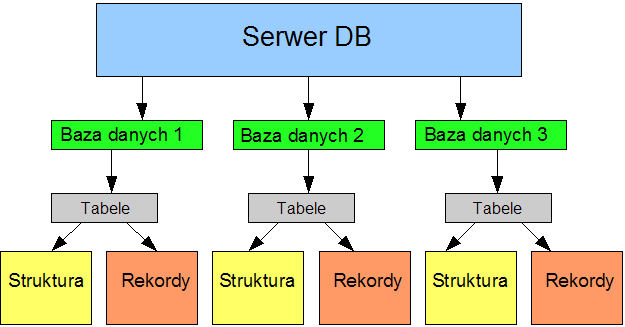 Serwer DB
Baza danych 1
Baza danych 2
Baza danych 3
Tabele
Tabele
Tabele
Struktura
Rekordy
Struktura
Rekordy
Struktura
Rekordy